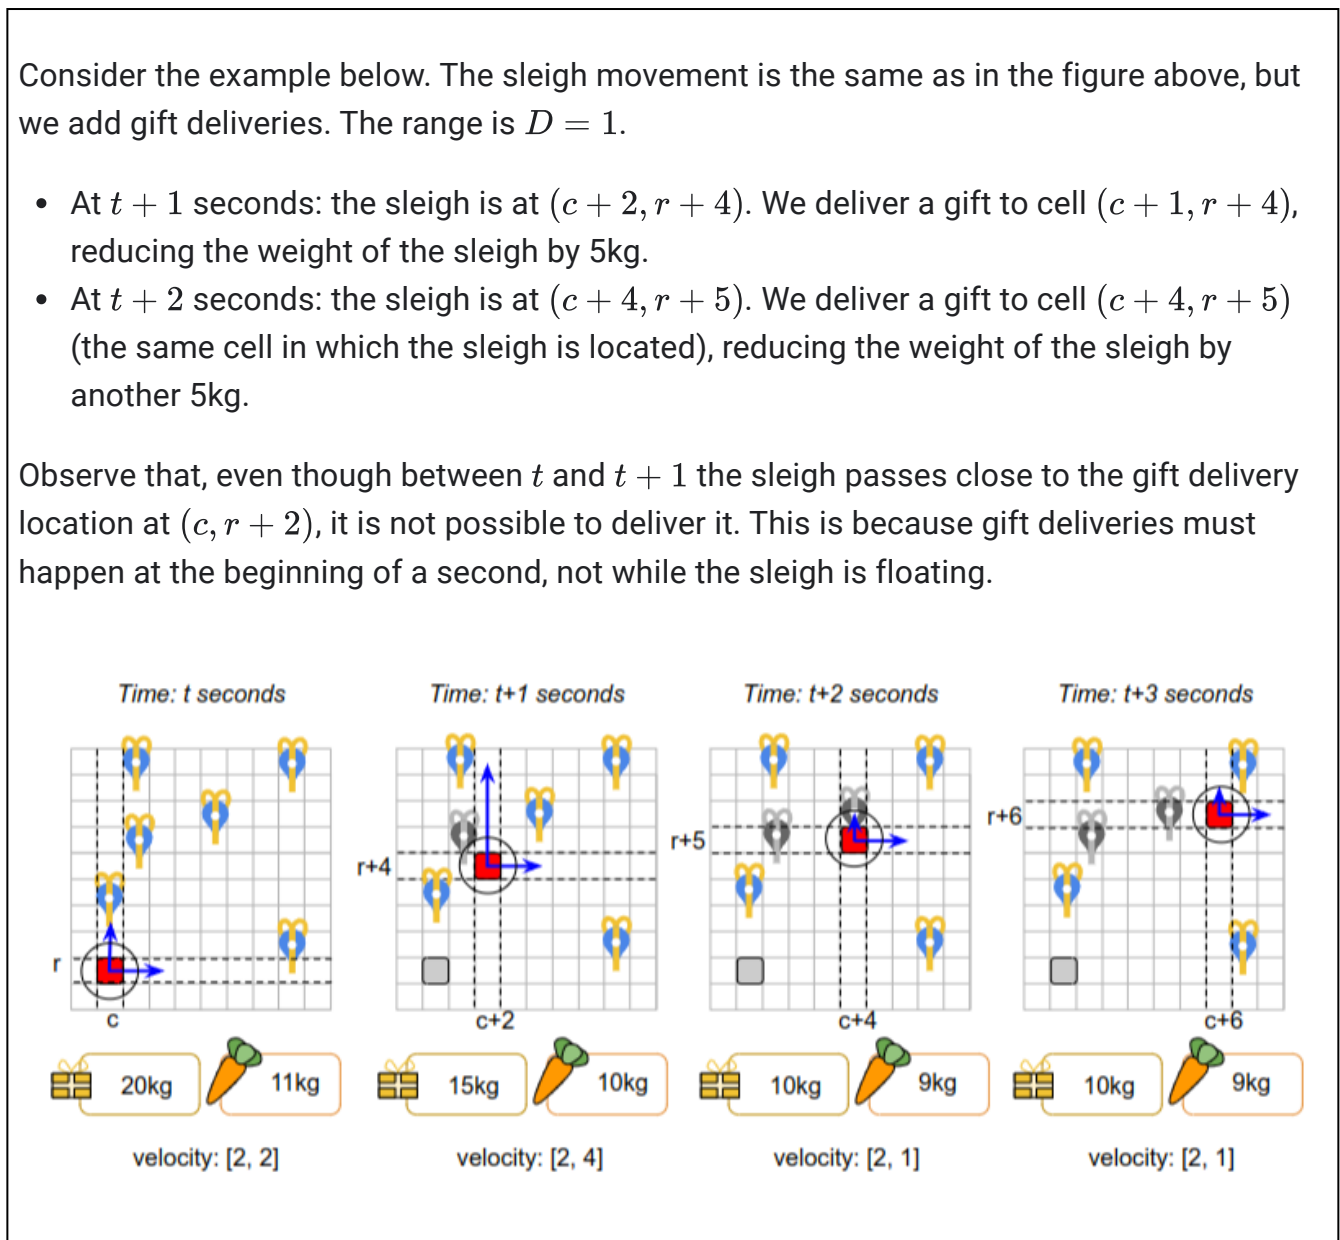 Consider the example below. The sleigh movement is the same as in the figure above, but
we add gift deliveries. The range is D = 1.
• At t + 1 seconds: the sleigh is at (c + 2, r + 4). We deliver a gift to cell (c + 1, r + 4),
reducing the weight of the sleigh by 5kg.
• At t + 2 seconds: the sleigh is at (c + 4, r + 5). We deliver a gift to cell (c + 4, r + 5)
(the same cell in which the sleigh is located), reducing the weight of the sleigh by
another 5kg.
Observe that, even though between t and t + 1 the sleigh passes close to the gift delivery
location at (c, r + 2), it is not possible to deliver it. This is because gift deliveries must
happen at the beginning of a second, not while the sleigh is floating.
Time: t seconds
r
c
20kg 11kg
velocity: [2, 2]
Time: t+1 seconds
r+4
c+2
15kg 10kg
velocity: [2, 4]
Time: t+2 seconds
r+5
c+4
10kg 9kg
velocity: [2, 1]
Time: t+3 seconds
r+6
c+6
10kg 9kg
velocity: [2, 1]